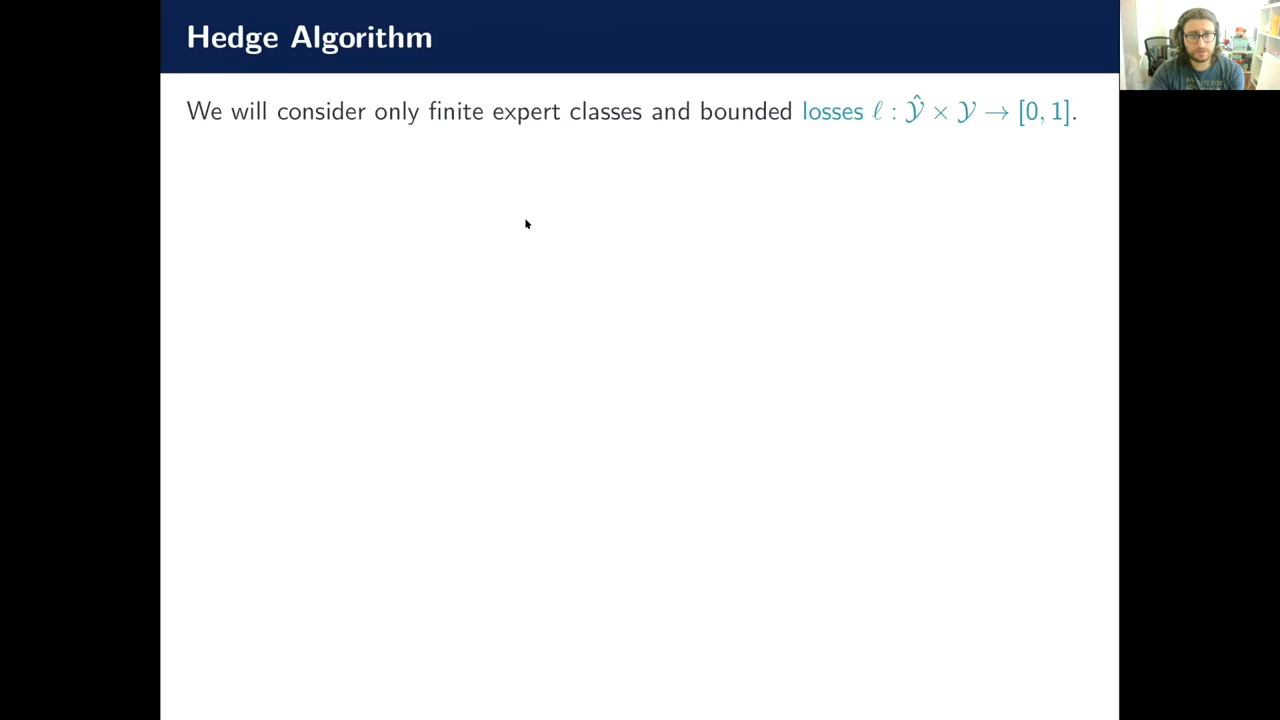 Hedge Algorithm
We will consider only finite expert classes and bounded losses ℓ : 𝒴̂ × 𝒴 → [0, 1].